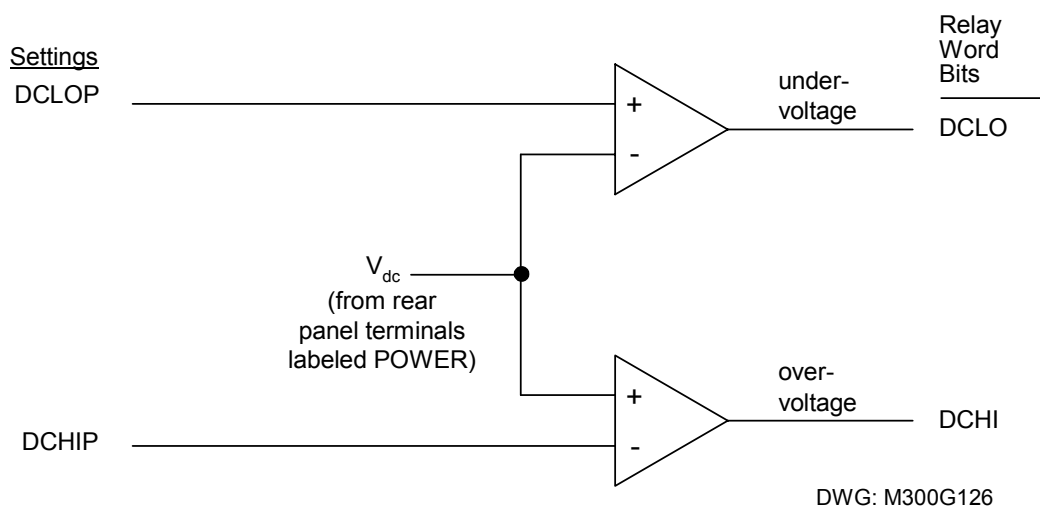 Settings
DCLOP
+
-
under-
voltage
Relay
Word
Bits
DCLO
Vdc
(from rear
panel terminals
labeled POWER)
DCHIP
+
-
over-
voltage
DCHI
DWG: M300G126